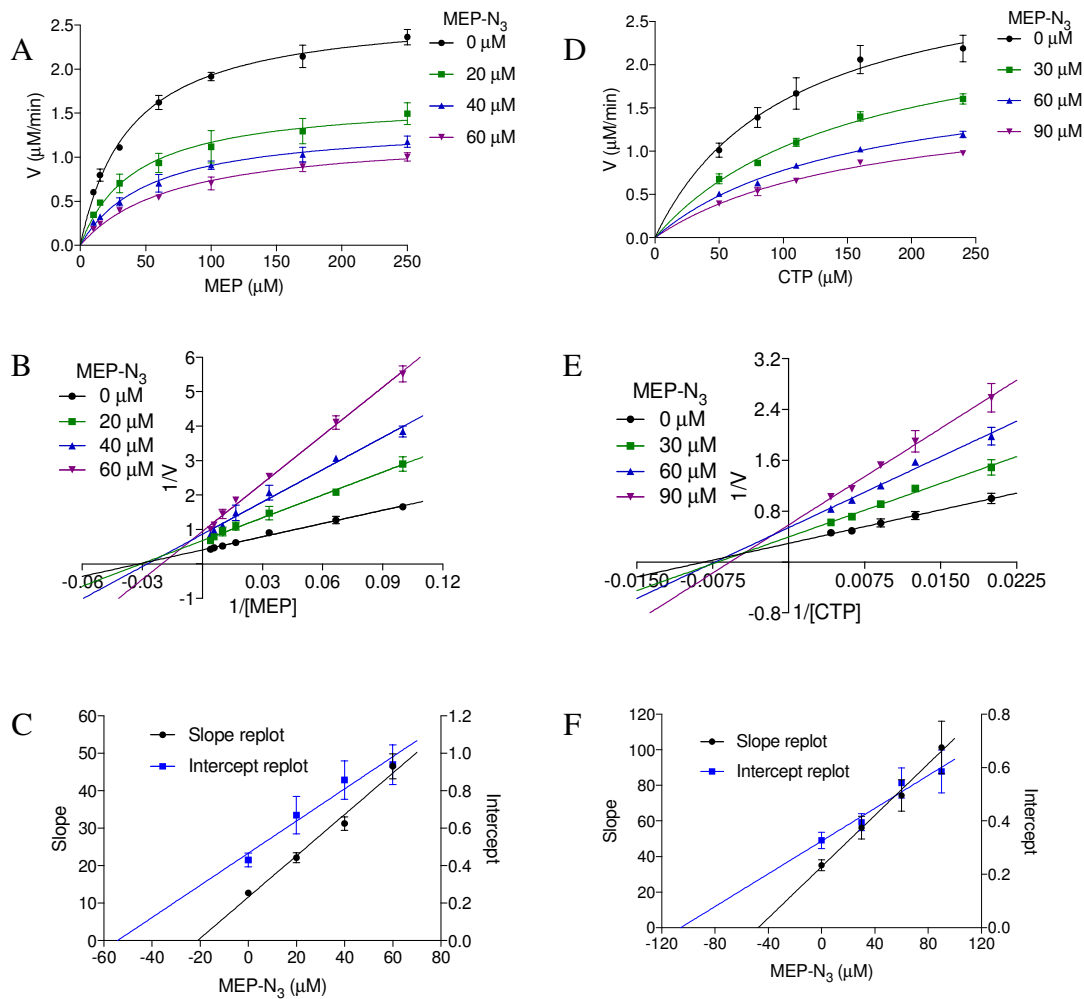 A
V (µM/min)
2.5
2.0
1.5
1.0
0.5
0.0
0 50 100 150 200 250
MEP (µM)
MEP-N3
0 µM
20 µM
40 µM
60 µM
D
V (µM/min)
2.5
2.0
1.5
1.0
0.5
0.0
0 50 100 150 200 250
CTP (µM)
MEP-N3
0 µM
30 µM
60 µM
90 µM
B
MEP-N3
0 µM
20 µM
40 µM
60 µM
1/V
6
5
4
3
2
1
-1
-0.06 -0.03 0.03 0.06 0.09 0.12
1/[MEP]
E
MEP-N3
0 µM
30 µM
60 µM
90 µM
1/V
3.2
2.4
1.6
0.8
-0.8
-0.0150 -0.0075 0.0075 0.0150 0.0225
1/[CTP]
C
Slope
60
50
40
30
20
10
0
Slope replot
Intercept replot
1.2
1.0
0.8
0.6
0.4
0.2
0.0
Intercept
-60 -40 -20 0 20 40 60 80
MEP-N3 (µM)
F
Slope
120
100
80
60
40
20
0
Slope replot
Intercept replot
0.8
0.6
0.4
0.2
0.0
Intercept
-120 -80 -40 0 40 80 120
MEP-N3 (µM)